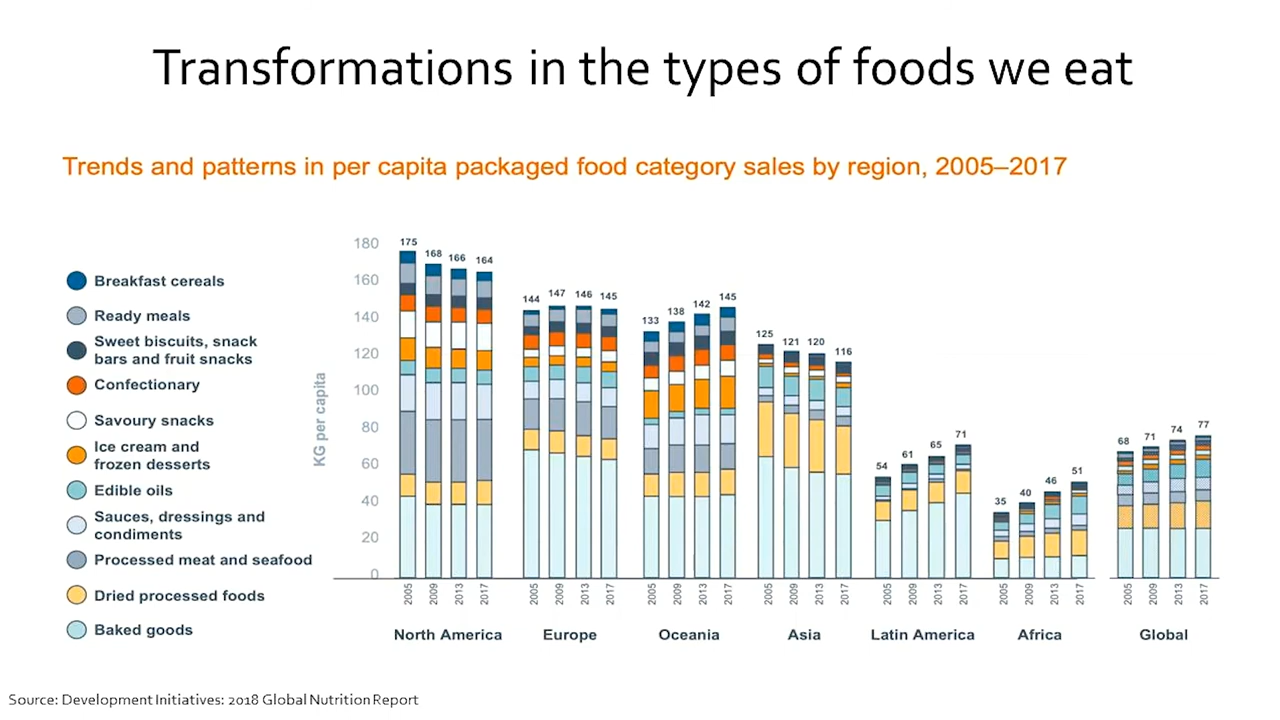 Transformations in the types of foods we eat
Trends and patterns in per capita packaged food category sales by region, 2005–2017
Breakfast cereals
Ready meals
Sweet biscuits, snack
bars and fruit snacks
Confectionary
Savoury snacks
Ice cream and
frozen desserts
Edible oils
Sauces, dressings and
condiments
Processed meat and seafood
Dried processed foods
Baked goods
KG per capita
180
160
140
120
100
80
60
40
20
0
175 168 166 164
144 147 146 145
133 138 142 145
125 121 120 116
54 61 65 71
35 40 46 51
68 71 74 77
2005 2009 2013 2017 2005 2009 2013 2017 2005 2009 2013 2017 2005 2009 2013 2017 2005 2009 2013 2017 2005 2009 2013 2017 2005 2009 2013 2017
North America Europe Oceania Asia Latin America Africa Global
Source: Development Initiatives: 2018 Global Nutrition Report